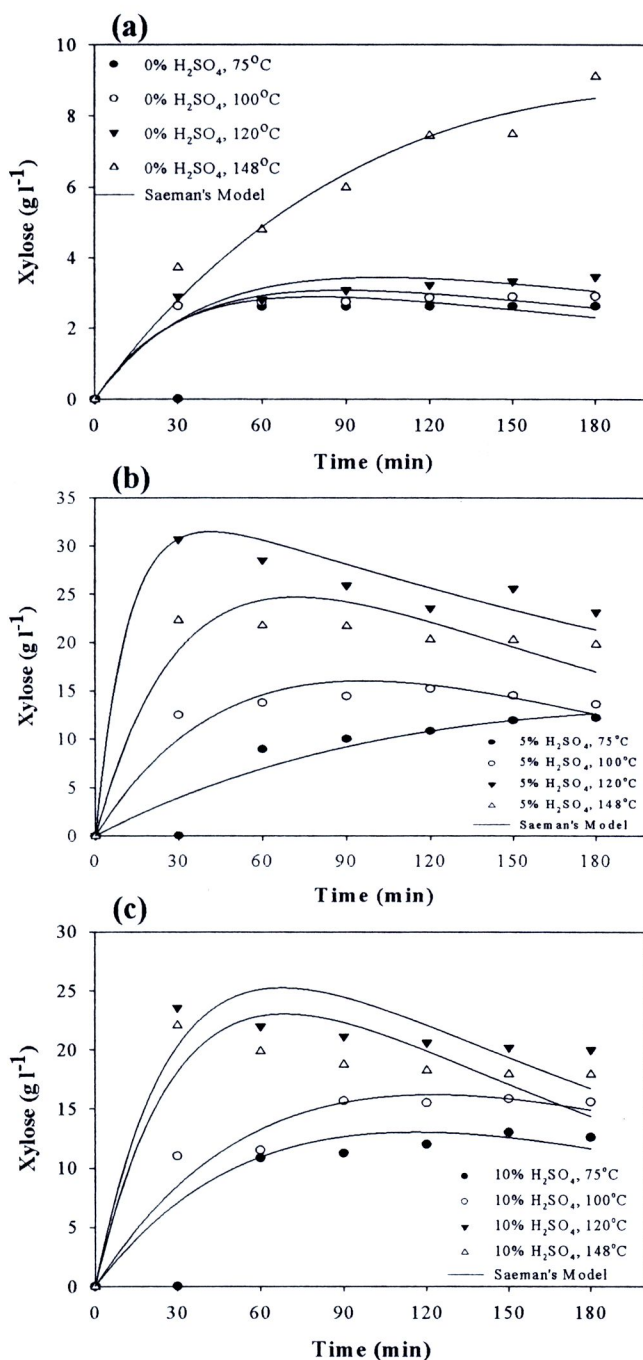 (a)
10
8
6
4
2
0
Xylose (g l⁻¹)
0% H₂SO₄, 75°C
0% H₂SO₄, 100°C
0% H₂SO₄, 120°C
0% H₂SO₄, 148°C
Saeman's Model
0 30 60 90 120 150 180
Time (min)
(b)
35
30
25
20
15
10
5
0
Xylose (g l⁻¹)
5% H₂SO₄, 75°C
5% H₂SO₄, 100°C
5% H₂SO₄, 120°C
5% H₂SO₄, 148°C
Saeman's Model
0 30 60 90 120 150 180
Time (min)
(c)
30
25
20
15
10
5
0
Xylose (g l⁻¹)
10% H₂SO₄, 75°C
10% H₂SO₄, 100°C
10% H₂SO₄, 120°C
10% H₂SO₄, 148°C
Saeman's Model
0 30 60 90 120 150 180
Time (min)